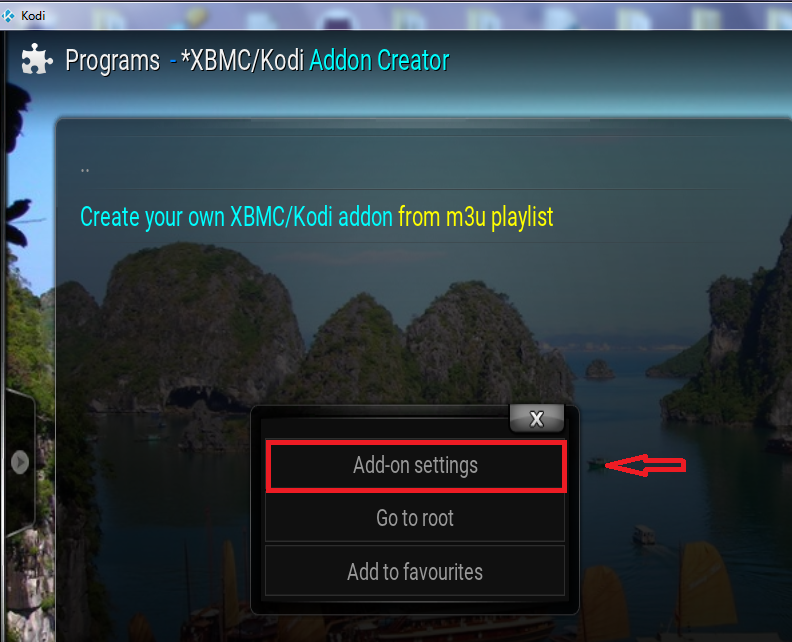 Kodi
Programs - *XBMC/Kodi Addon Creator
..
Create your own XBMC/Kodi addon from m3u playlist
X
Add-on settings
Go to root
Add to favourites